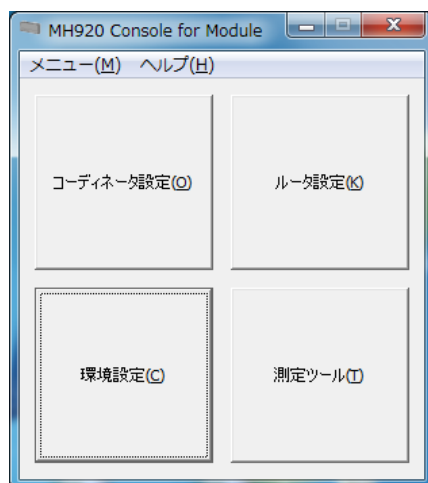 MH920 Console for Module
メニュー(M) ヘルプ(H)
コーディネータ設定(O)
ルータ設定(K)
環境設定(C)
測定ツール(T)